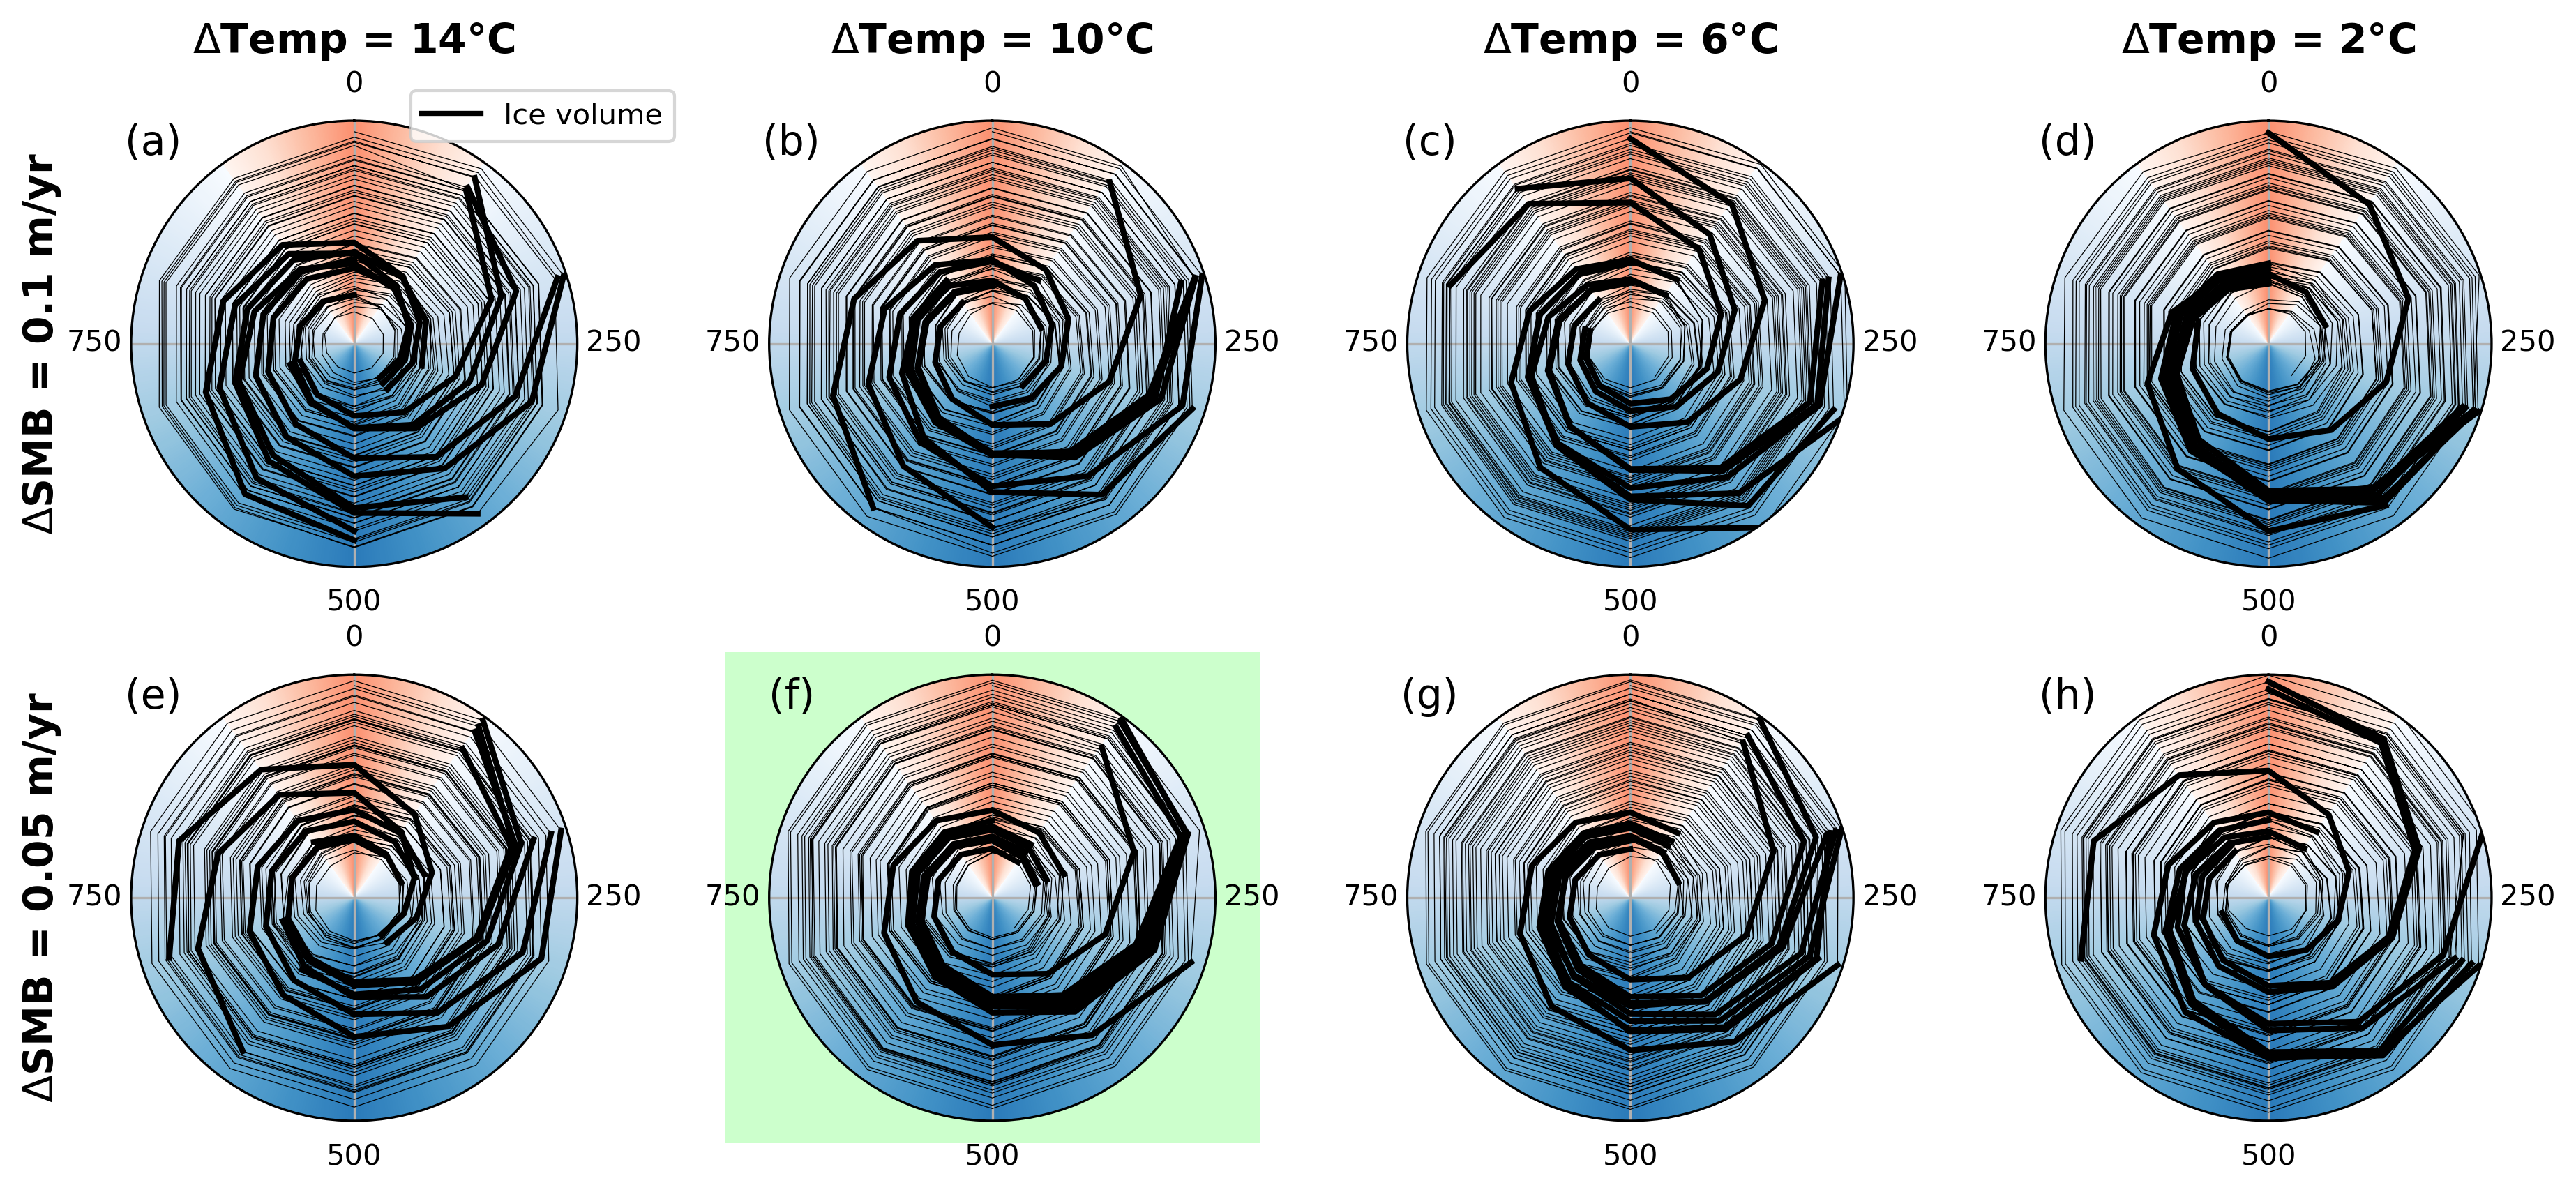 ΔTemp = 14°C
ΔTemp = 10°C
ΔTemp = 6°C
ΔTemp = 2°C
ΔSMB = 0.1 m/yr
(a)
0
Ice volume
750
250
500
(b)
0
750
250
500
(c)
0
750
250
500
(d)
0
750
250
500
ΔSMB = 0.05 m/yr
(e)
0
750
250
500
(f)
0
750
250
500
(g)
0
750
250
500
(h)
0
750
250
500